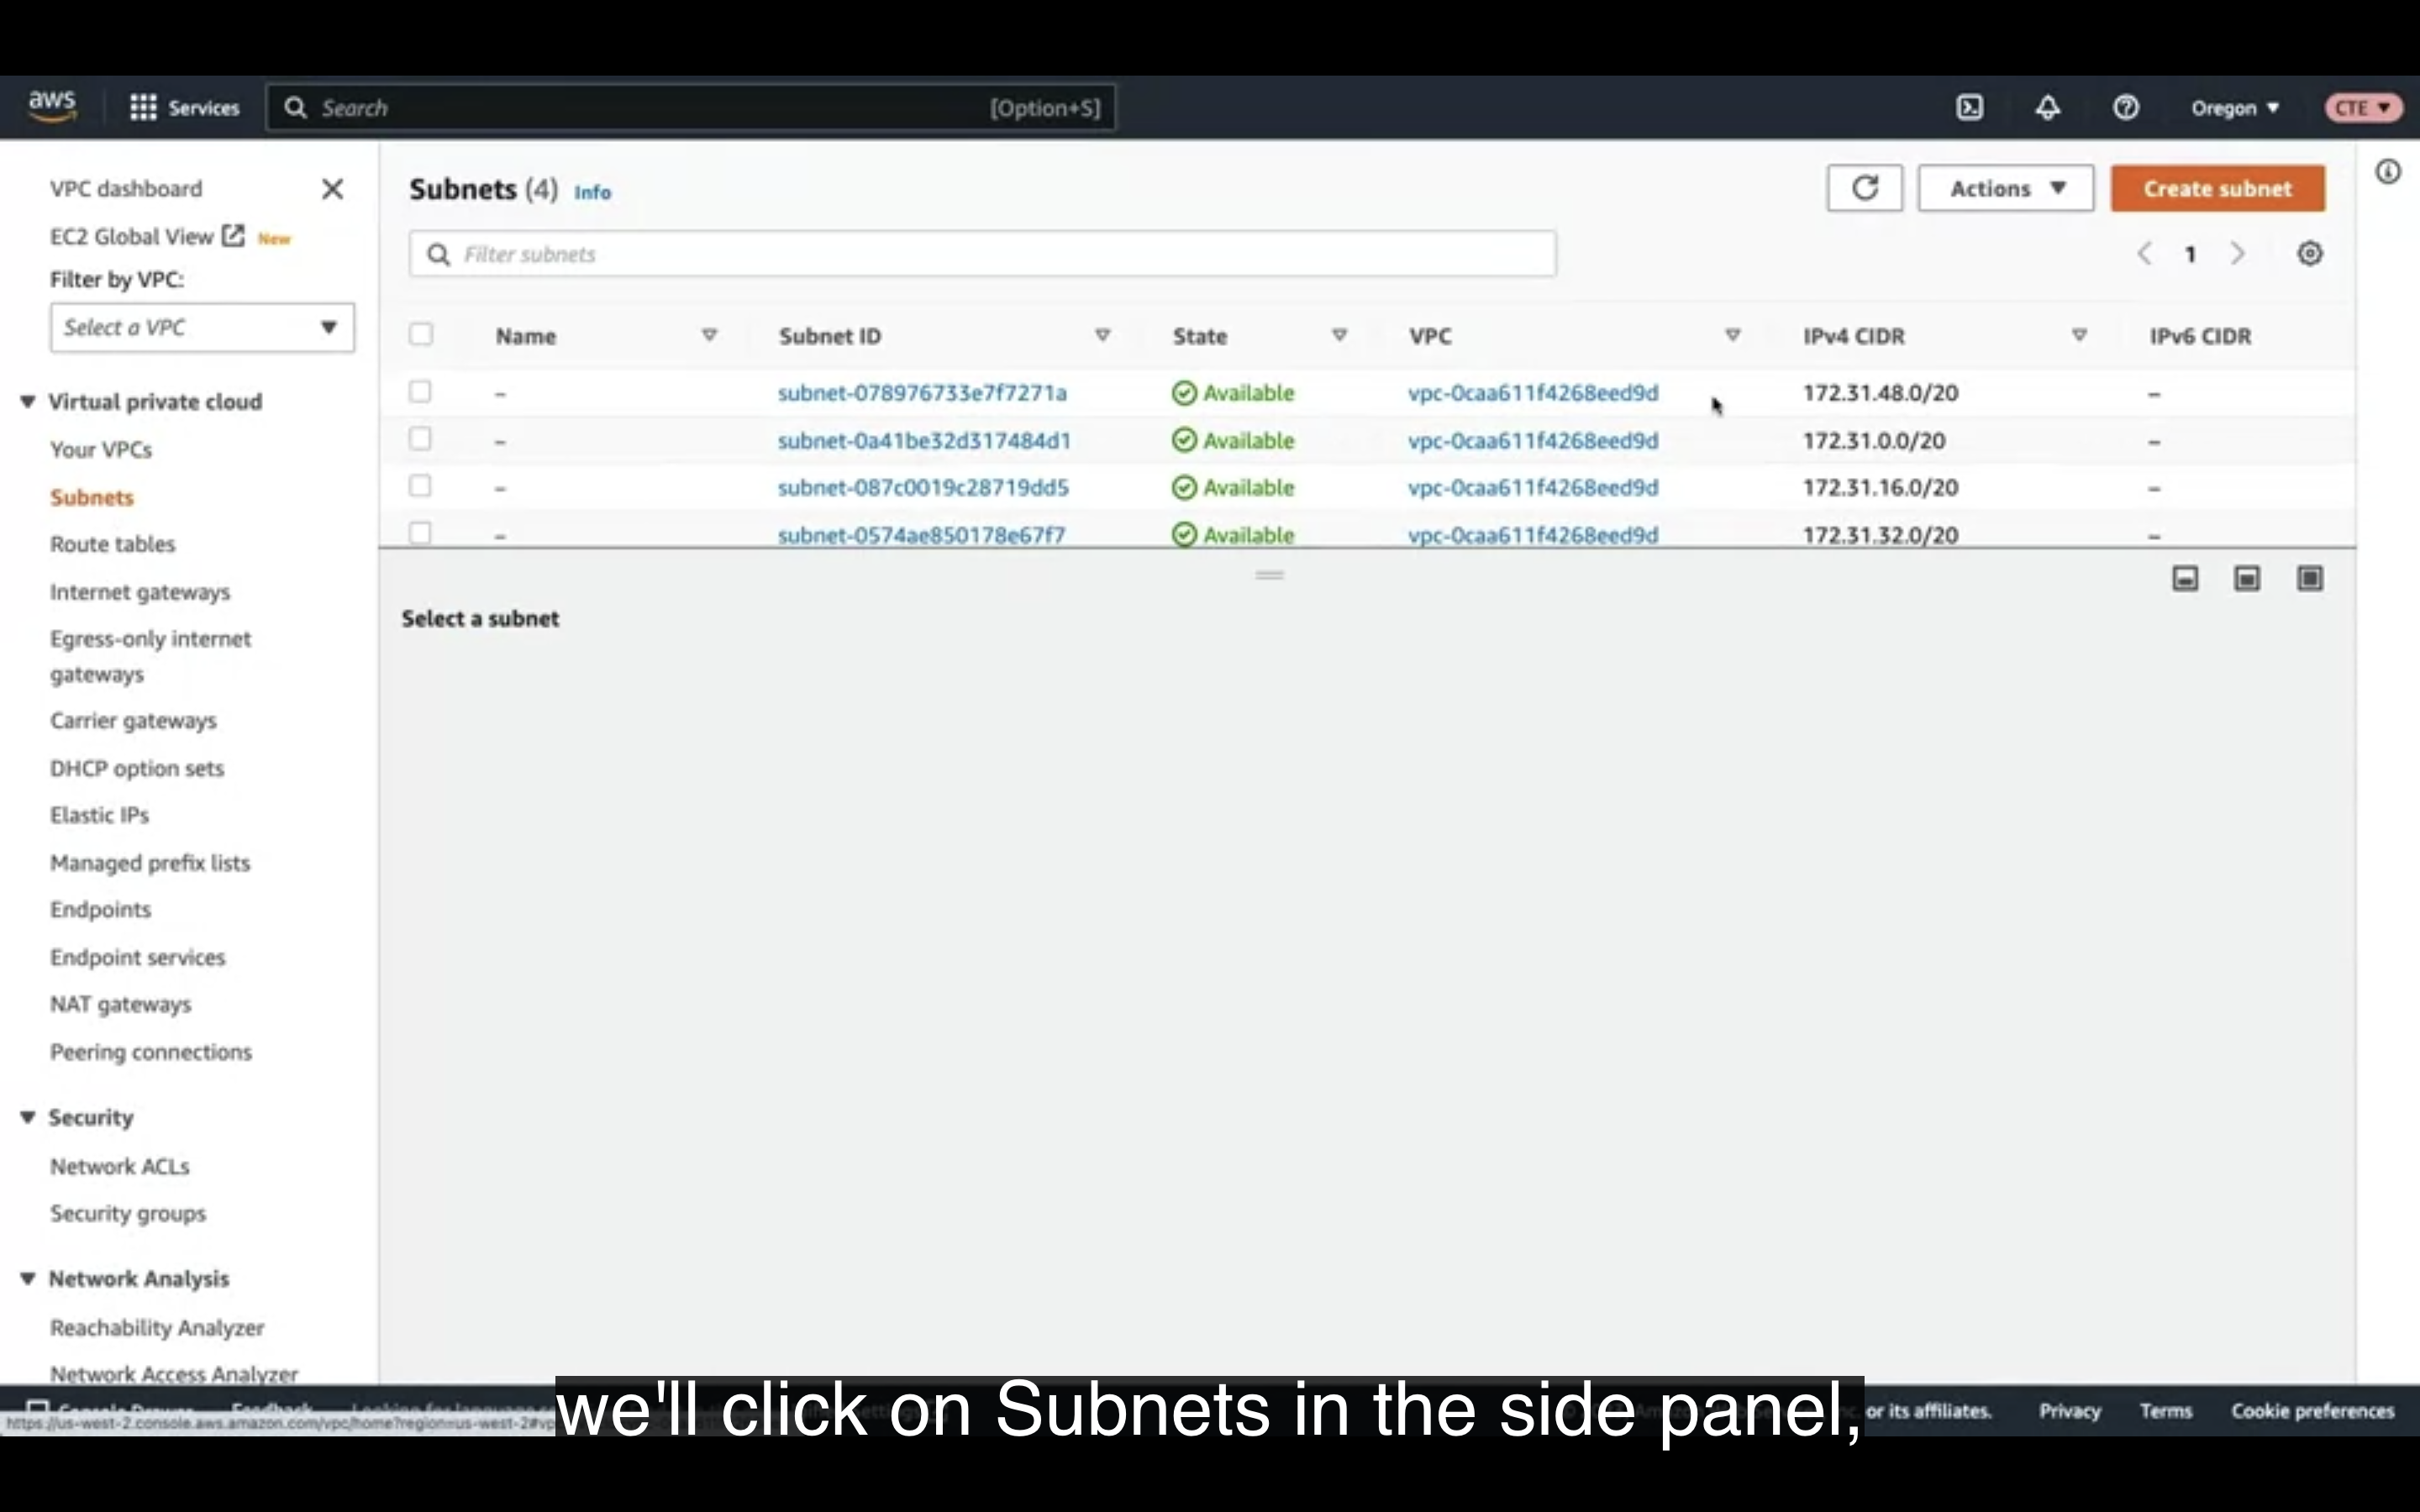 aws Services Search [Option+S] Oregon CTE
VPC dashboard
EC2 Global View New
Filter by VPC:
Select a VPC
Virtual private cloud
Your VPCs
Subnets
Route tables
Internet gateways
Egress-only internet
gateways
Carrier gateways
DHCP option sets
Elastic IPs
Managed prefix lists
Endpoints
Endpoint services
NAT gateways
Peering connections
Security
Network ACLs
Security groups
Network Analysis
Reachability Analyzer
Network Access Analyzer
Subnets (4) Info Actions Create subnet
Filter subnets 1
Name Subnet ID State VPC IPv4 CIDR IPv6 CIDR
– subnet-078976733e7f7271a Available vpc-0caa611f4268eed9d 172.31.48.0/20 –
– subnet-0a41be32d317484d1 Available vpc-0caa611f4268eed9d 172.31.0.0/20 –
– subnet-087c0019c28719dd5 Available vpc-0caa611f4268eed9d 172.31.16.0/20 –
– subnet-0574ae850178e67f7 Available vpc-0caa611f4268eed9d 172.31.32.0/20 –
Select a subnet
or its affiliates. Privacy Terms Cookie preferences
https://us-west-2.console.aws.amazon.com/vpc/home?region=us-west-2#vp
we'll click on Subnets in the side panel,